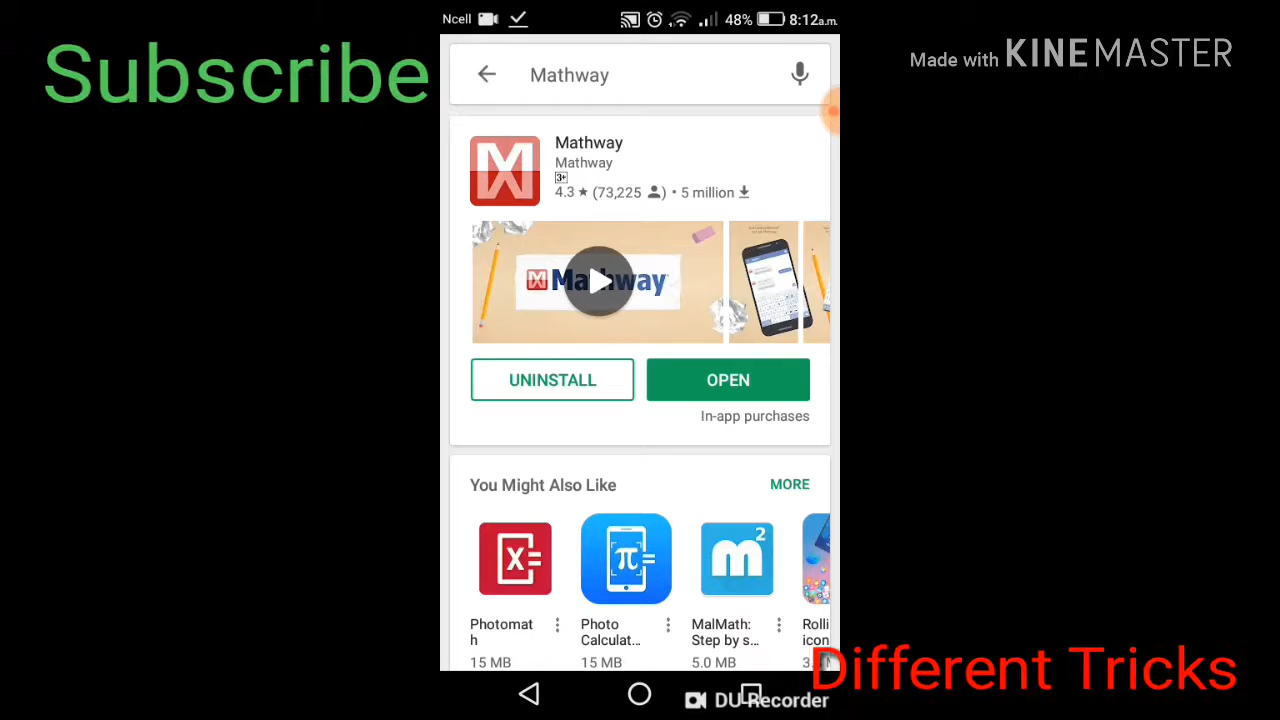 Subscribe
Made with KINEMASTER
Ncell 48% 8:12a.m.
Mathway
Mathway
Mathway
3+
4.3 ★ (73,225 ) • 5 million
Mathway
UNINSTALL OPEN
In-app purchases
You Might Also Like MORE
Photomat
h
15 MB
Photo
Calculat...
15 MB
MalMath:
Step by s...
5.0 MB
Rolli
icon
Different Tricks
DU Recorder